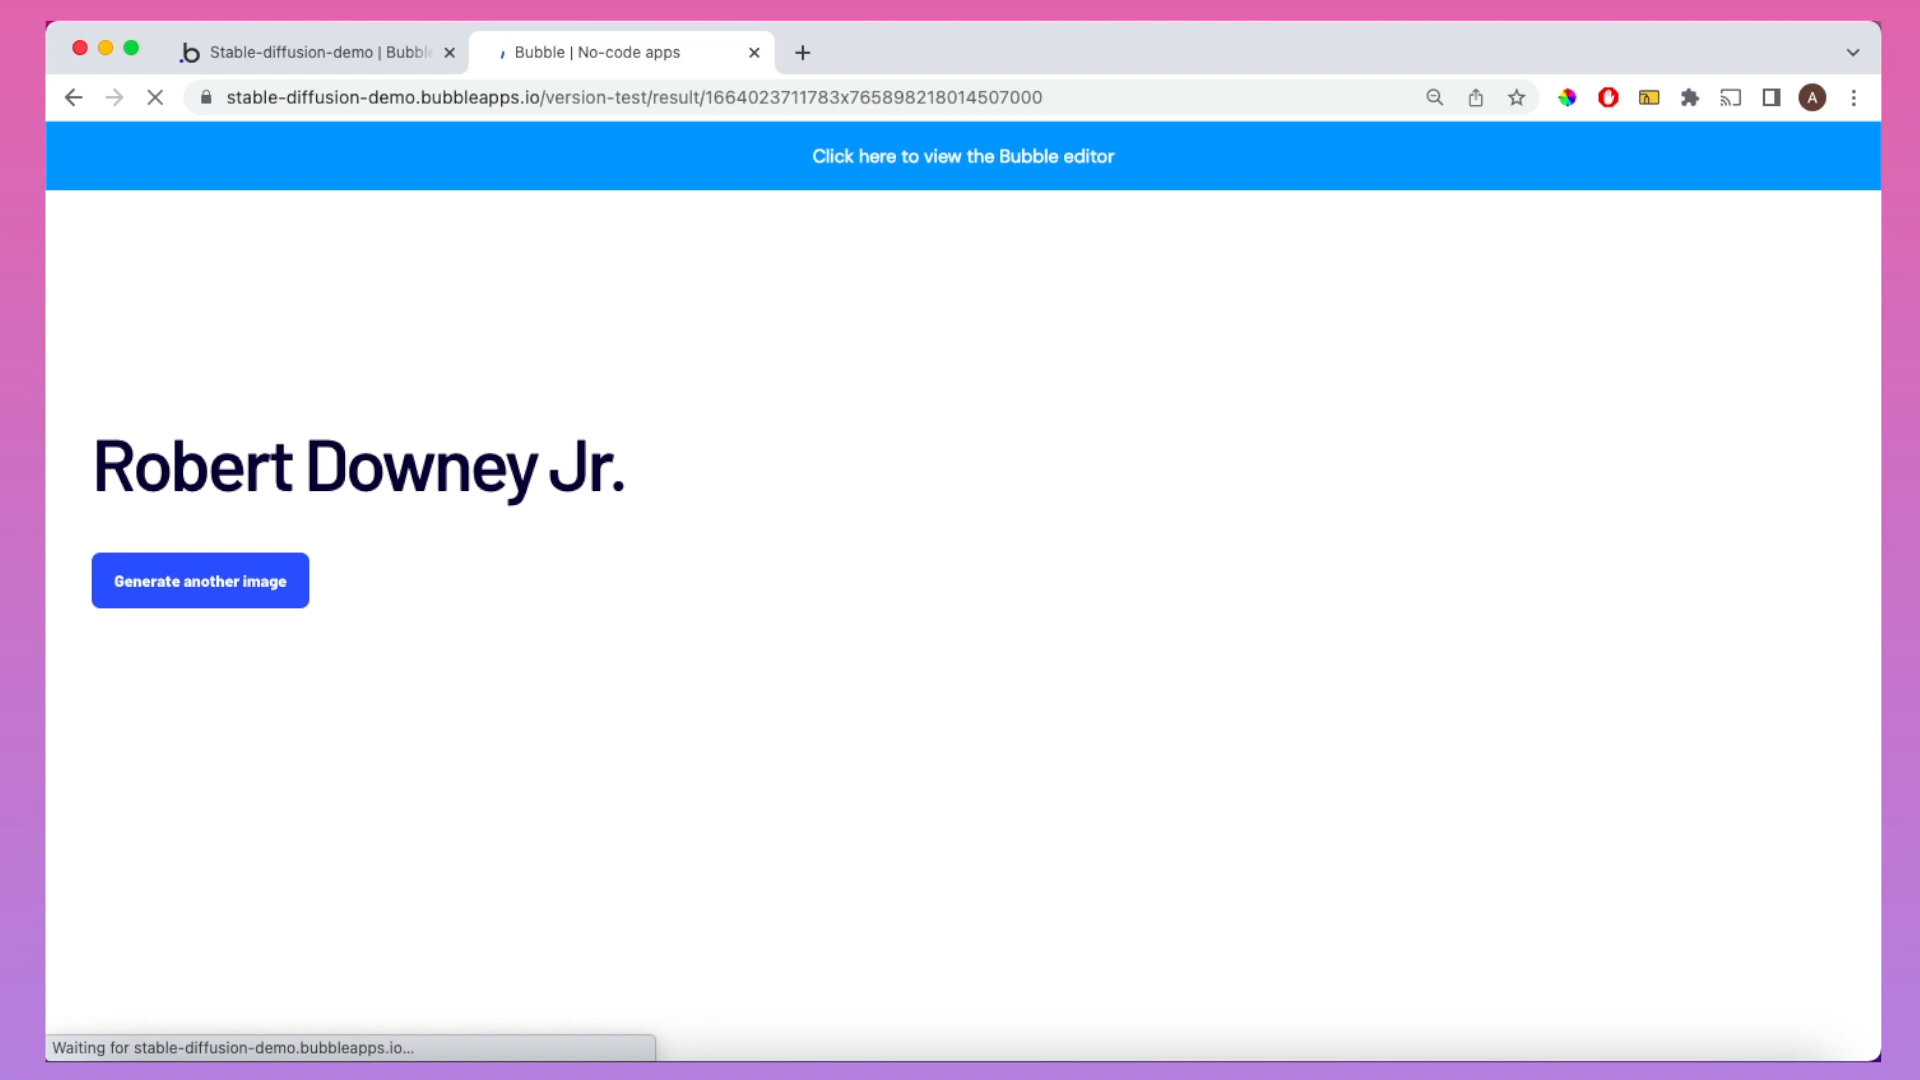 Stable-diffusion-demo | Bubble
Bubble | No-code apps
stable-diffusion-demo.bubbleapps.io/version-test/result/1664023711783x765898218014507000
A
Click here to view the Bubble editor
Robert Downey Jr.
Generate another image
Waiting for stable-diffusion-demo.bubbleapps.io...